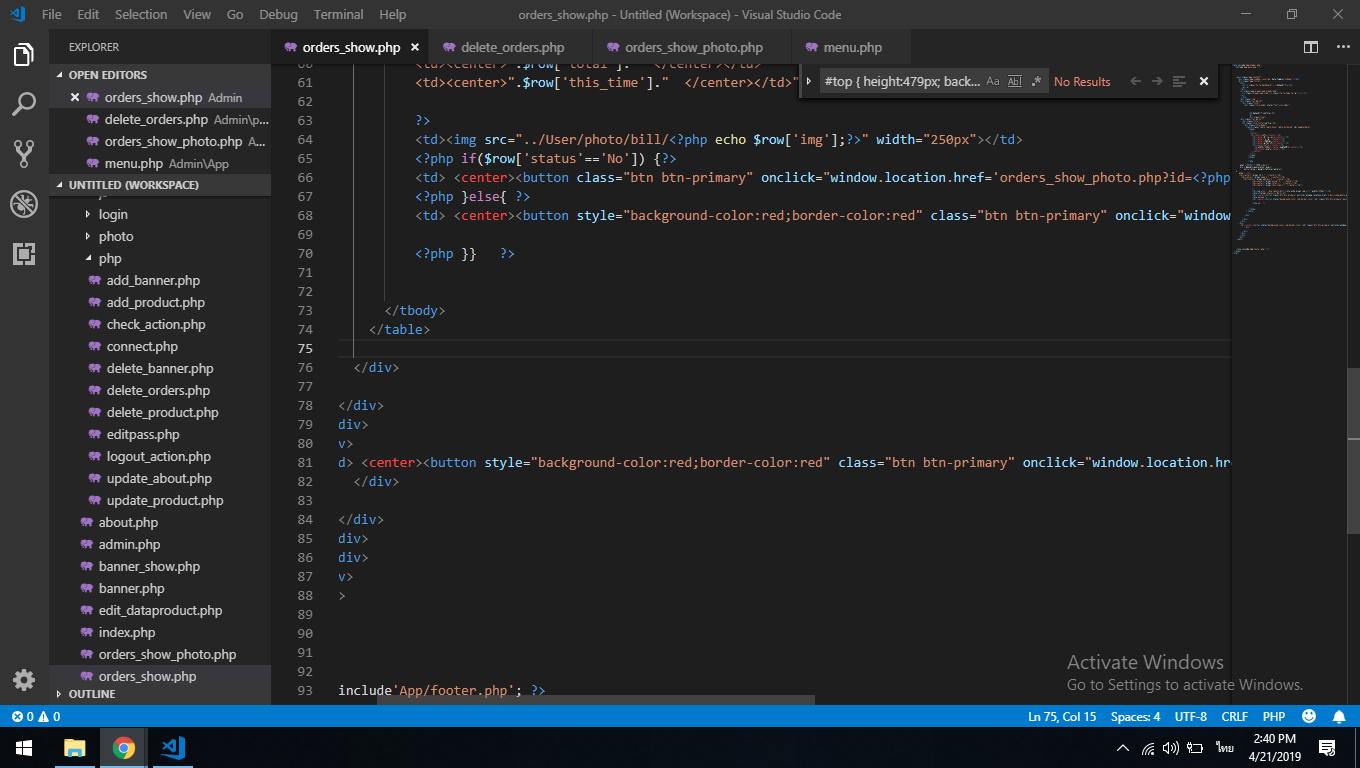 File Edit Selection View Go Debug Terminal Help
orders_show.php - Untitled (Workspace) - Visual Studio Code
EXPLORER
orders_show.php
delete_orders.php
orders_show_photo.php
menu.php
OPEN EDITORS
orders_show.php Admin
delete_orders.php Admin\p...
orders_show_photo.php A...
menu.php Admin\App
UNTITLED (WORKSPACE)
login
photo
php
add_banner.php
add_product.php
check_action.php
connect.php
delete_banner.php
delete_orders.php
delete_product.php
editpass.php
logout_action.php
update_about.php
update_product.php
about.php
admin.php
banner_show.php
banner.php
edit_dataproduct.php
index.php
orders_show_photo.php
orders_show.php
OUTLINE
#top { height:479px; back... Aa Abl .* No Results
60 <td><center>".$row['total']." </center></td>
61 <td><center>".$row['this_time']." </center></td>"
62
63 ?>
64 <td><img src="../User/photo/bill/<?php echo $row['img'];?>" width="250px"></td>
65 <?php if($row['status'=='No']) {?>
66 <td> <center><button class="btn btn-primary" onclick="window.location.href='orders_show_photo.php?id=<?php
67 <?php }else{ ?>
68 <td> <center><button style="background-color:red;border-color:red" class="btn btn-primary" onclick="window
69
70 <?php }} ?>
71
72
73 </tbody>
74 </table>
75
76 </div>
77
78 </div>
79 div>
80 v>
81 d> <center><button style="background-color:red;border-color:red" class="btn btn-primary" onclick="window.location.hr
82 </div>
83
84 </div>
85 div>
86 div>
87 v>
88 >
89
90
91
92
93 include'App/footer.php'; ?>
Activate Windows
Go to Settings to activate Windows.
0 0
Ln 75, Col 15 Spaces: 4 UTF-8 CRLF PHP
ไทย
2:40 PM
4/21/2019